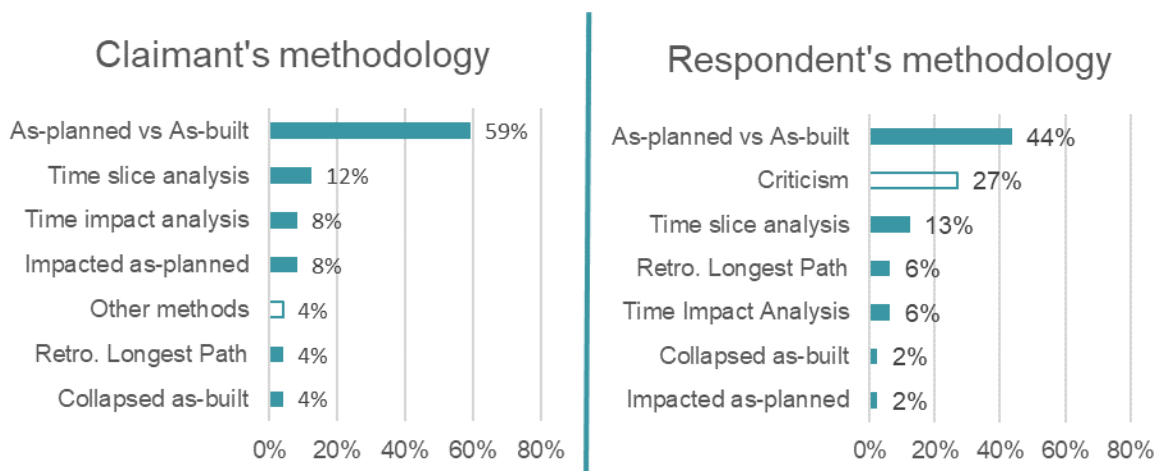 Claimant's methodology
As-planned vs As-built 59%
Time slice analysis 12%
Time impact analysis 8%
Impacted as-planned 8%
Other methods 4%
Retro. Longest Path 4%
Collapsed as-built 4%
0% 20% 40% 60% 80%
Respondent's methodology
As-planned vs As-built 44%
Criticism 27%
Time slice analysis 13%
Retro. Longest Path 6%
Time Impact Analysis 6%
Collapsed as-built 2%
Impacted as-planned 2%
0% 20% 40% 60% 80%